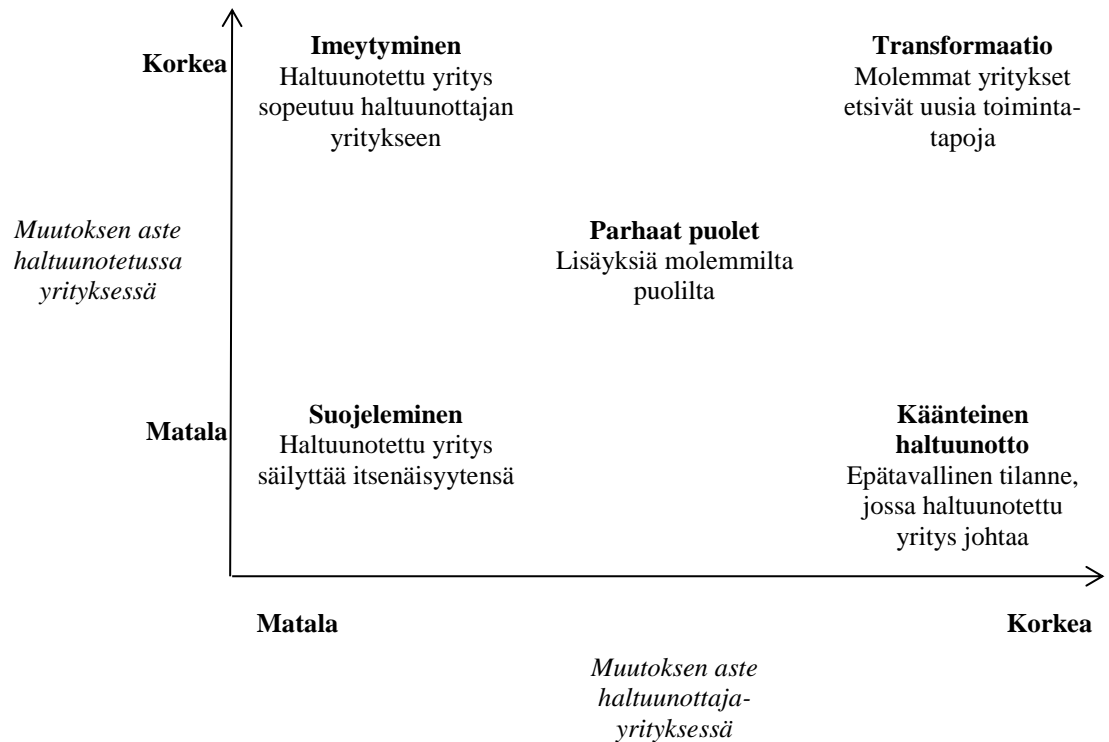 Korkea
Imeytyminen
Haltuunotettu yritys
sopeutuu haltuunottajan
yritykseen
Transformaatio
Molemmat yritykset
etsivät uusia toiminta-
tapoja
Muutoksen aste
haltuunotetussa
yrityksessä
Parhaat puolet
Lisäyksiä molemmilta
puolilta
Matala
Suojeleminen
Haltuunotettu yritys
säilyttää itsenäisyytensä
Käänteinen
haltuunotto
Epätavallinen tilanne,
jossa haltuunotettu
yritys johtaa
Matala
Korkea
Muutoksen aste
haltuunottaja-
yrityksessä